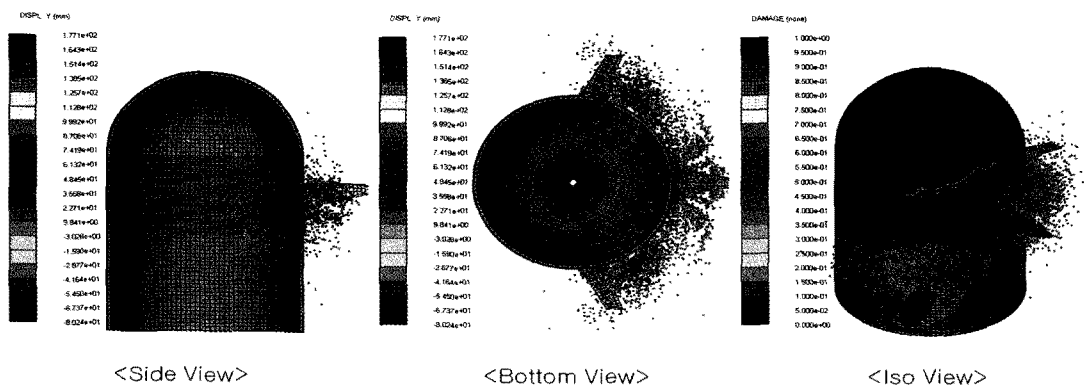 DISPL. Y (mm)
1.771e+02
1.643e+02
1.514e+02
1.385e+02
1.257e+02
1.128e+02
9.992e+01
8.706e+01
7.419e+01
6.132e+01
4.845e+01
3.558e+01
2.271e+01
9.841e+00
-3.028e+00
-1.590e+01
-2.877e+01
-4.164e+01
-5.450e+01
-6.737e+01
-8.024e+01
<Side View>
DISPL. Y (mm)
1.771e+02
1.643e+02
1.514e+02
1.385e+02
1.257e+02
1.128e+02
9.992e+01
8.706e+01
7.419e+01
6.132e+01
4.845e+01
3.558e+01
2.271e+01
9.841e+00
-3.028e+00
-1.590e+01
-2.877e+01
-4.164e+01
-5.450e+01
-6.737e+01
-8.024e+01
<Bottom View>
DAMAGE (none)
1.000e+00
9.500e-01
9.000e-01
8.500e-01
8.000e-01
7.500e-01
7.000e-01
6.500e-01
6.000e-01
5.500e-01
5.000e-01
4.500e-01
4.000e-01
3.500e-01
3.000e-01
2.500e-01
2.000e-01
1.500e-01
1.000e-01
5.000e-02
0.000e+00
<Iso View>